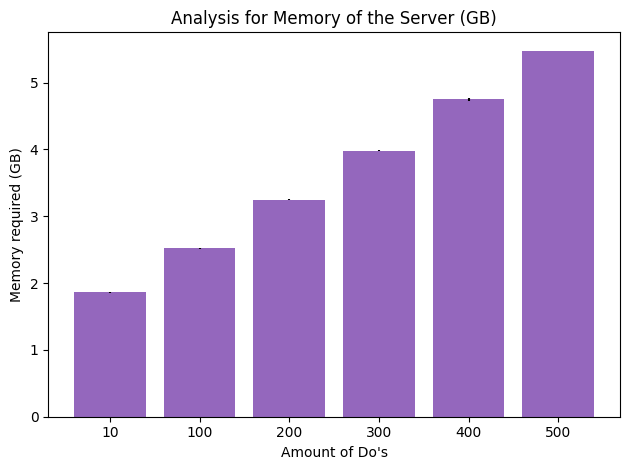 Analysis for Memory of the Server (GB)
Memory required (GB)
5
4
3
2
1
0
10 100 200 300 400 500
Amount of Do's